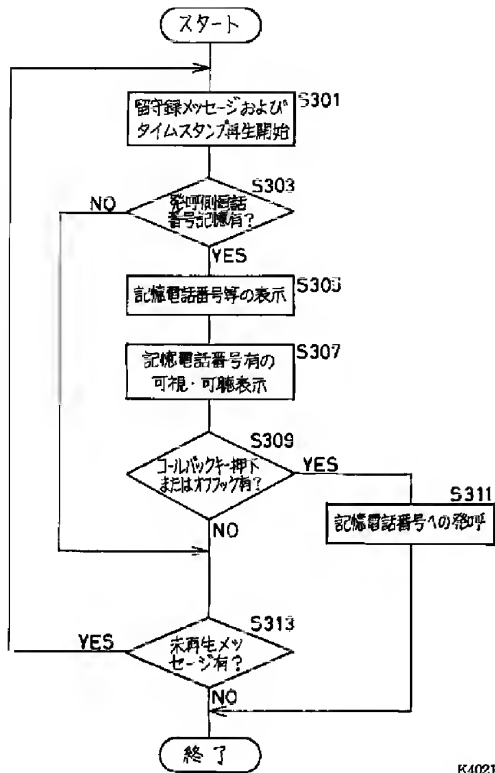 スタート
留守録メッセージおよび
タイムスタンプ再生開始
S301
発呼側電話
番号記憶有?
S303
NO
YES
記憶電話番号等の表示
S305
記憶電話番号有の
可視・可聴表示
S307
コールバックキー押下
またはオフフック有?
S309
YES
NO
記憶電話番号への発呼
S311
未再生メッ
セージ有?
S313
YES
NO
終了
K4021